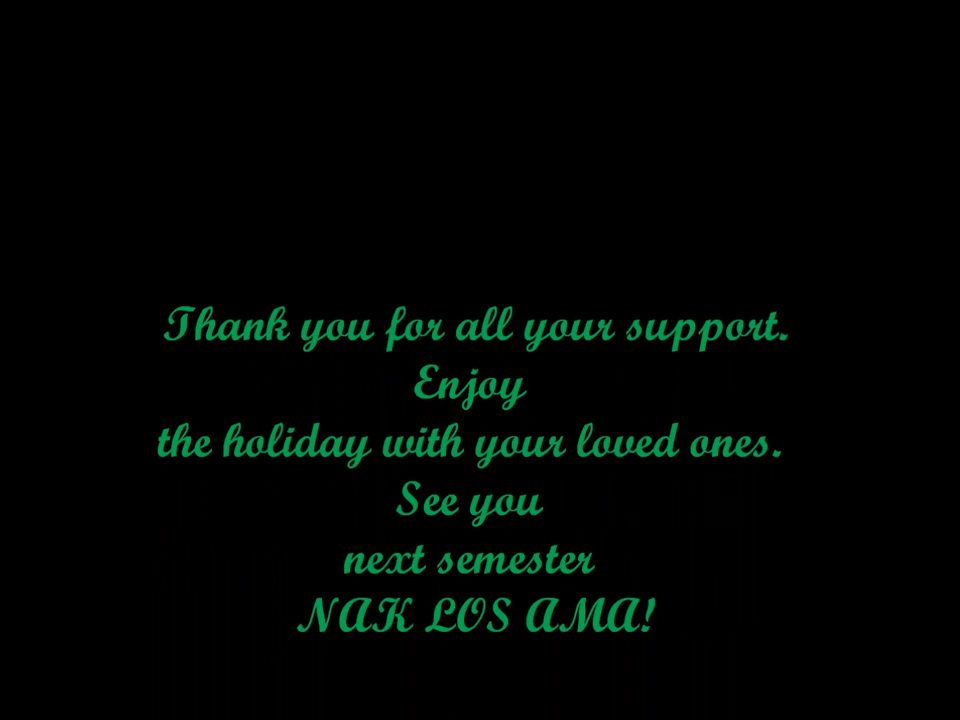 Thank you for all your support.
Enjoy
the holiday with your loved ones.
See you
next semester
NAK LOS AMA!